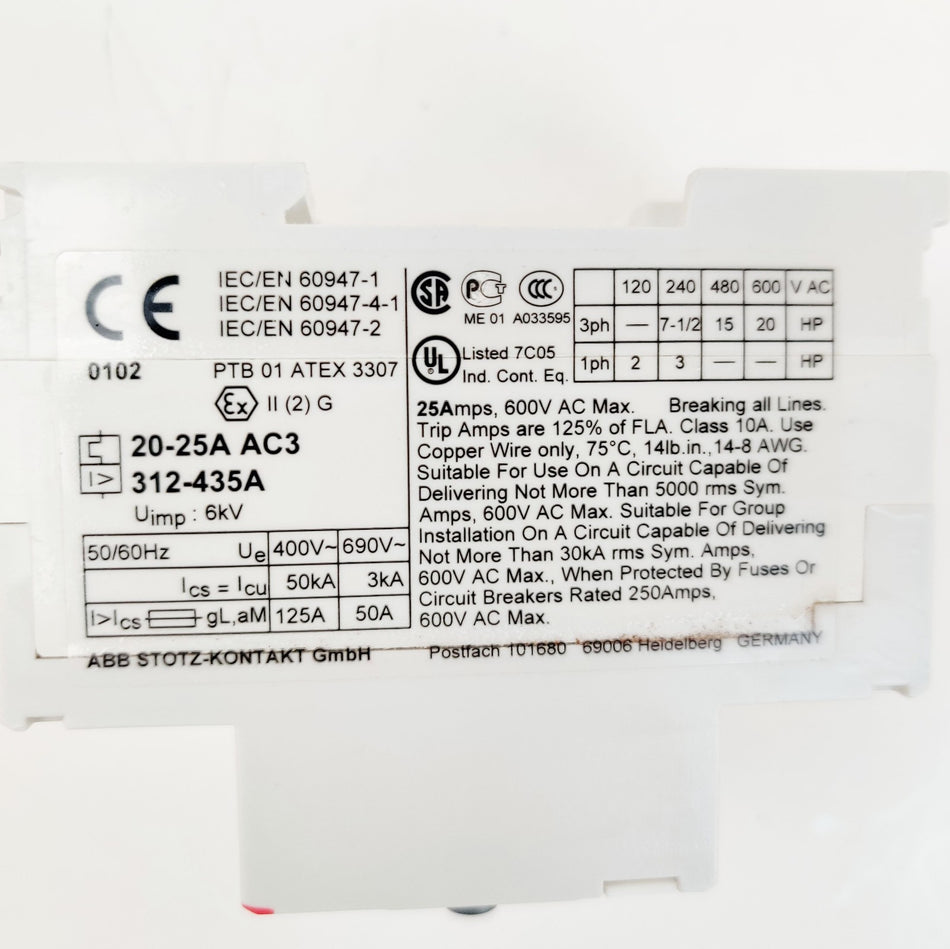 CE
0102
IEC/EN 60947-1
IEC/EN 60947-4-1
IEC/EN 60947-2
PTB 01 ATEX 3307
Ex II (2) G
20-25A AC3
I> 312-435A
Uimp : 6kV
50/60Hz Ue 400V~ 690V~
Ics = Icu 50kA 3kA
I>Ics gL,aM 125A 50A
SA PCT CCC
ME 01 A033595
UL Listed 7C05
Ind. Cont. Eq.
120 240 480 600 V AC
3ph — 7-1/2 15 20 HP
1ph 2 3 — — HP
25Amps, 600V AC Max. Breaking all Lines.
Trip Amps are 125% of FLA. Class 10A. Use
Copper Wire only, 75°C, 14lb.in.,14-8 AWG.
Suitable For Use On A Circuit Capable Of
Delivering Not More Than 5000 rms Sym.
Amps, 600V AC Max. Suitable For Group
Installation On A Circuit Capable Of Delivering
Not More Than 30kA rms Sym. Amps,
600V AC Max., When Protected By Fuses Or
Circuit Breakers Rated 250Amps,
600V AC Max.
ABB STOTZ-KONTAKT GmbH Postfach 101680 69006 Heidelberg GERMANY